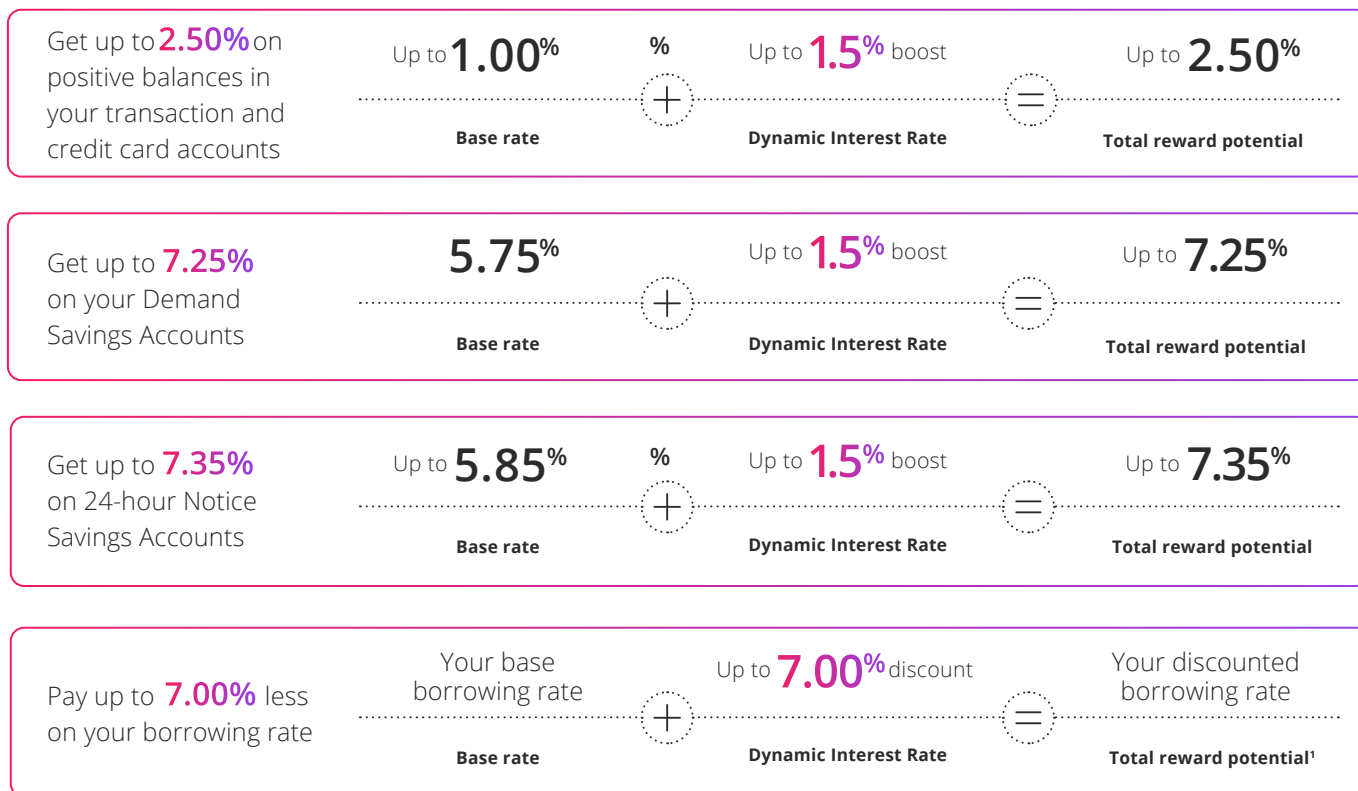 Get up to 2.50% on
positive balances in
your transaction and
credit card accounts
Up to 1.00%
Base rate
%
+
Up to 1.5% boost
Dynamic Interest Rate
=
Up to 2.50%
Total reward potential
Get up to 7.25%
on your Demand
Savings Accounts
5.75%
Base rate
+
Up to 1.5% boost
Dynamic Interest Rate
=
Up to 7.25%
Total reward potential
Get up to 7.35%
on 24-hour Notice
Savings Accounts
Up to 5.85%
Base rate
%
+
Up to 1.5% boost
Dynamic Interest Rate
=
Up to 7.35%
Total reward potential
Pay up to 7.00% less
on your borrowing rate
Your base
borrowing rate
Base rate
+
Up to 7.00% discount
Dynamic Interest Rate
=
Your discounted
borrowing rate
Total reward potential¹